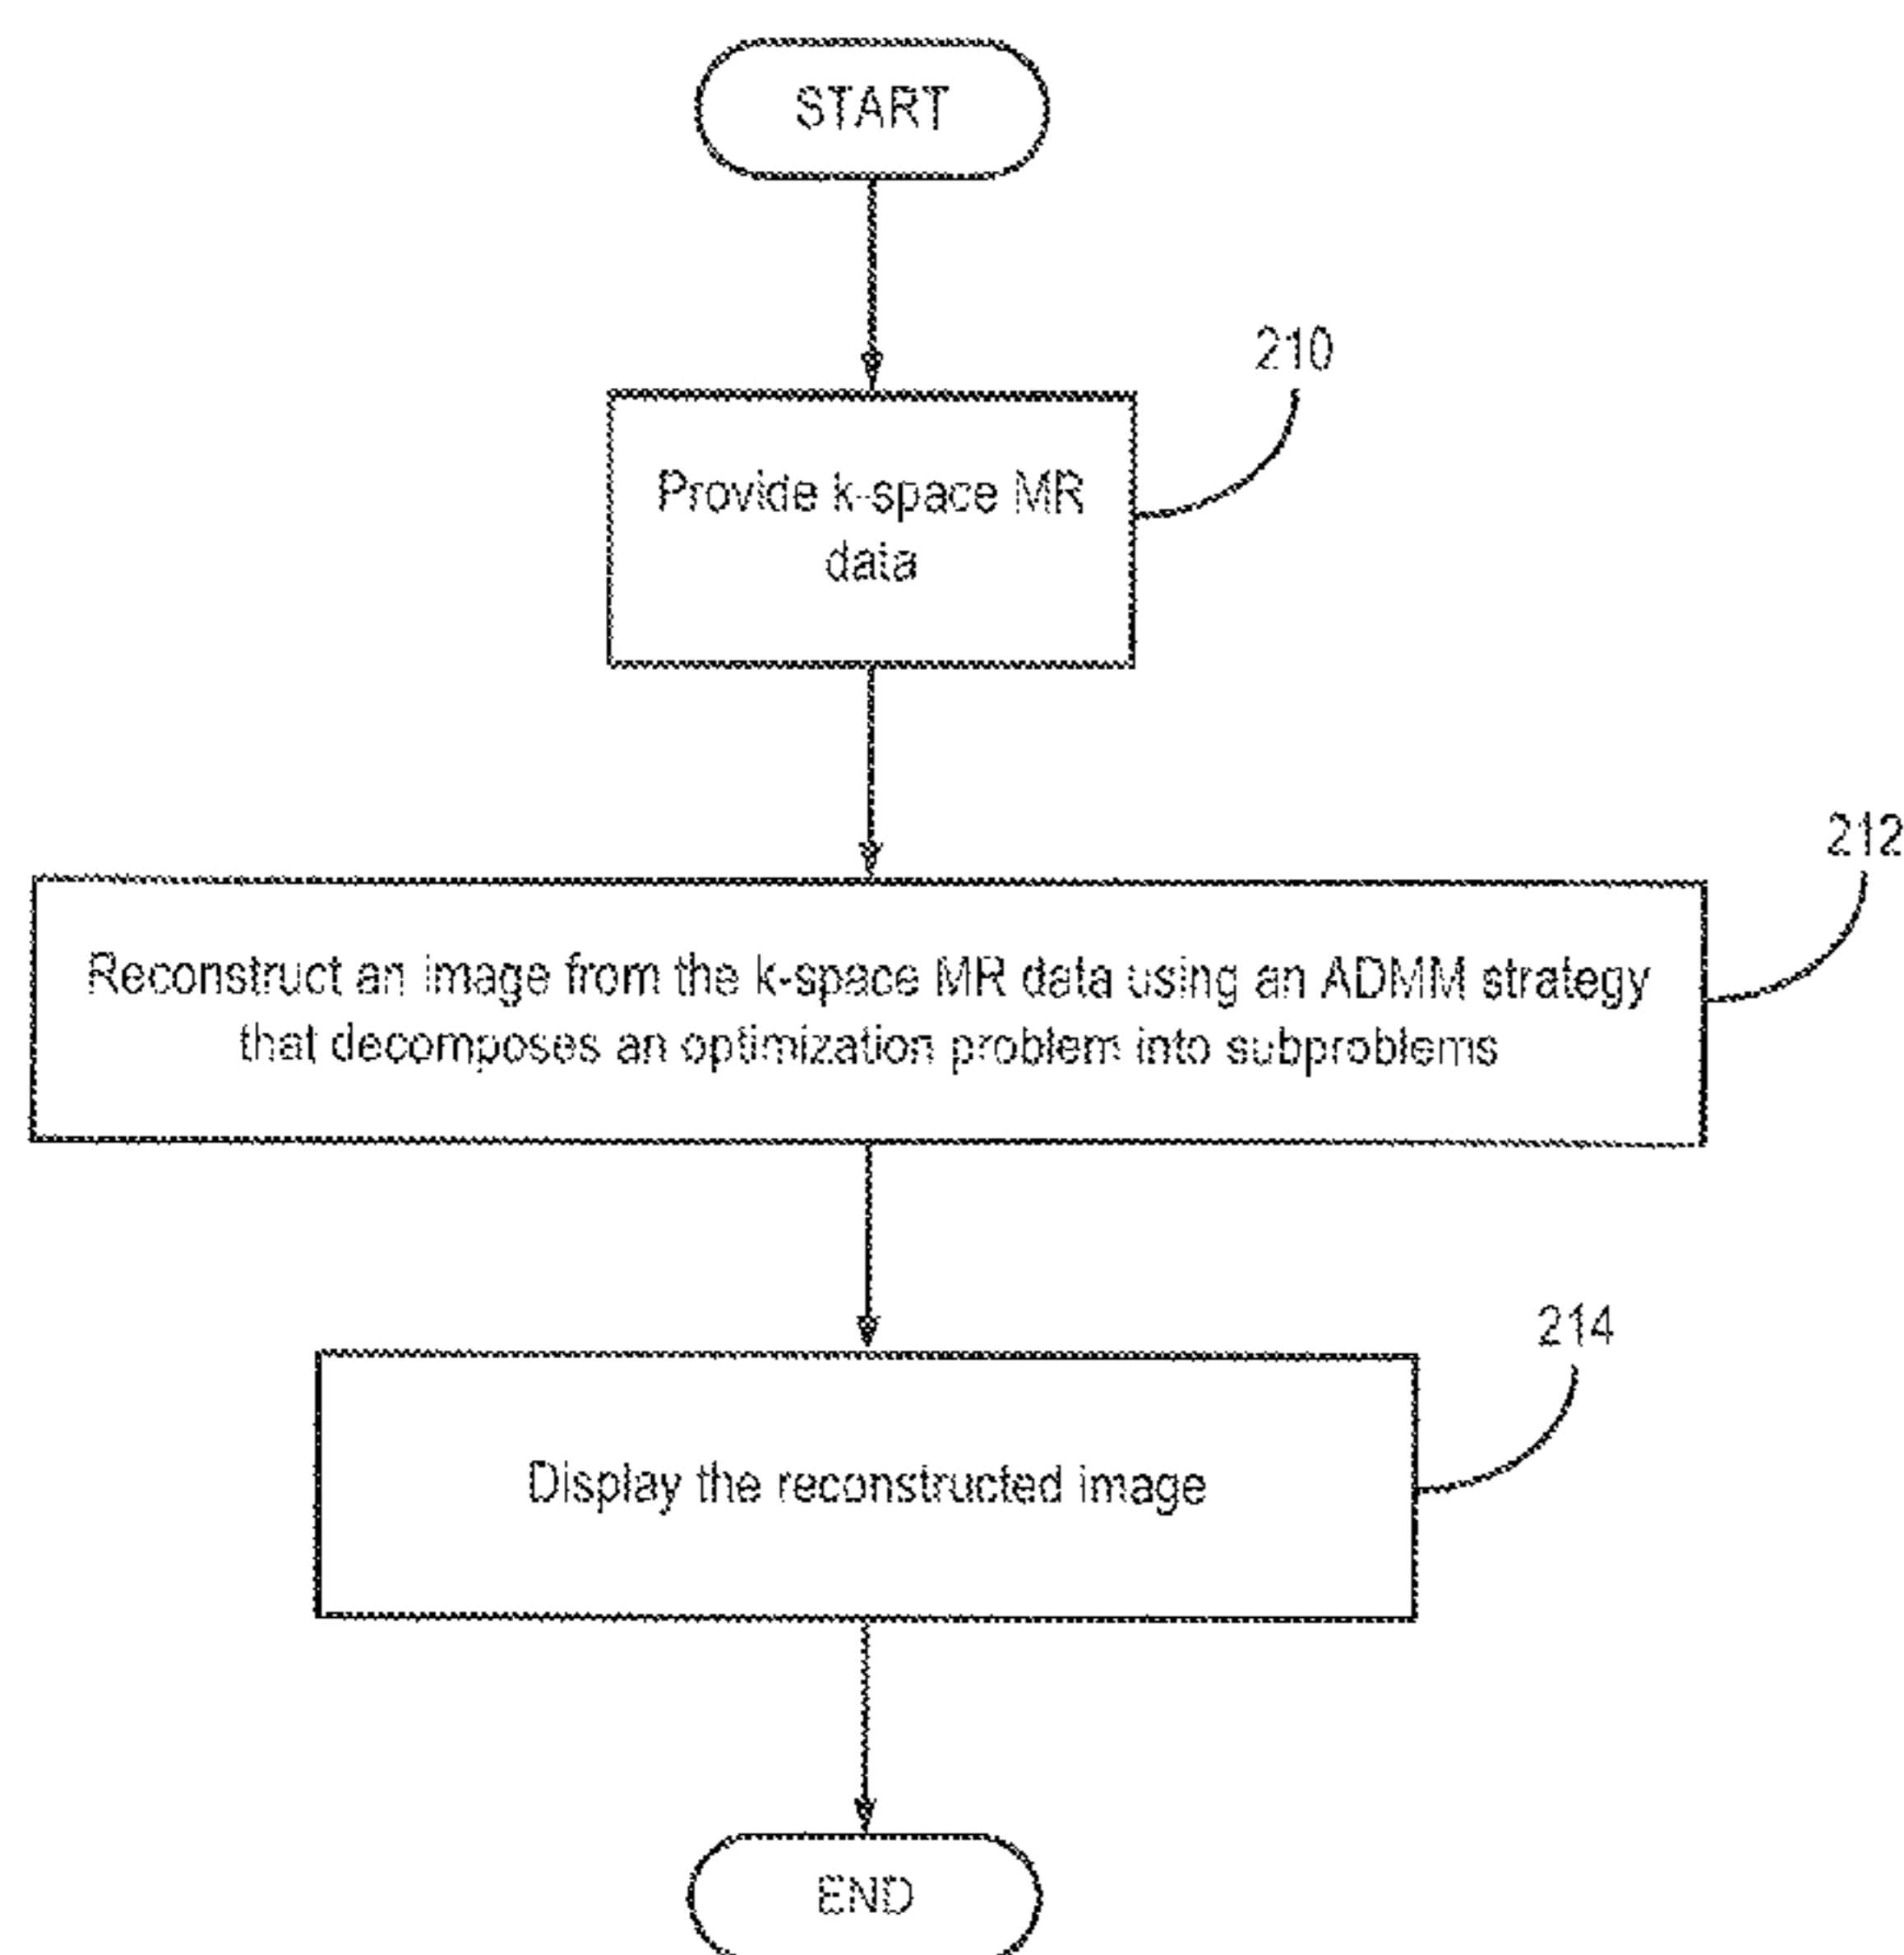 START
210
Provide k-space MR
data
212
Reconstruct an image from the k-space MR data using an ADMM strategy
that decomposes an optimization problem into subproblems
214
Display the reconstructed image
END